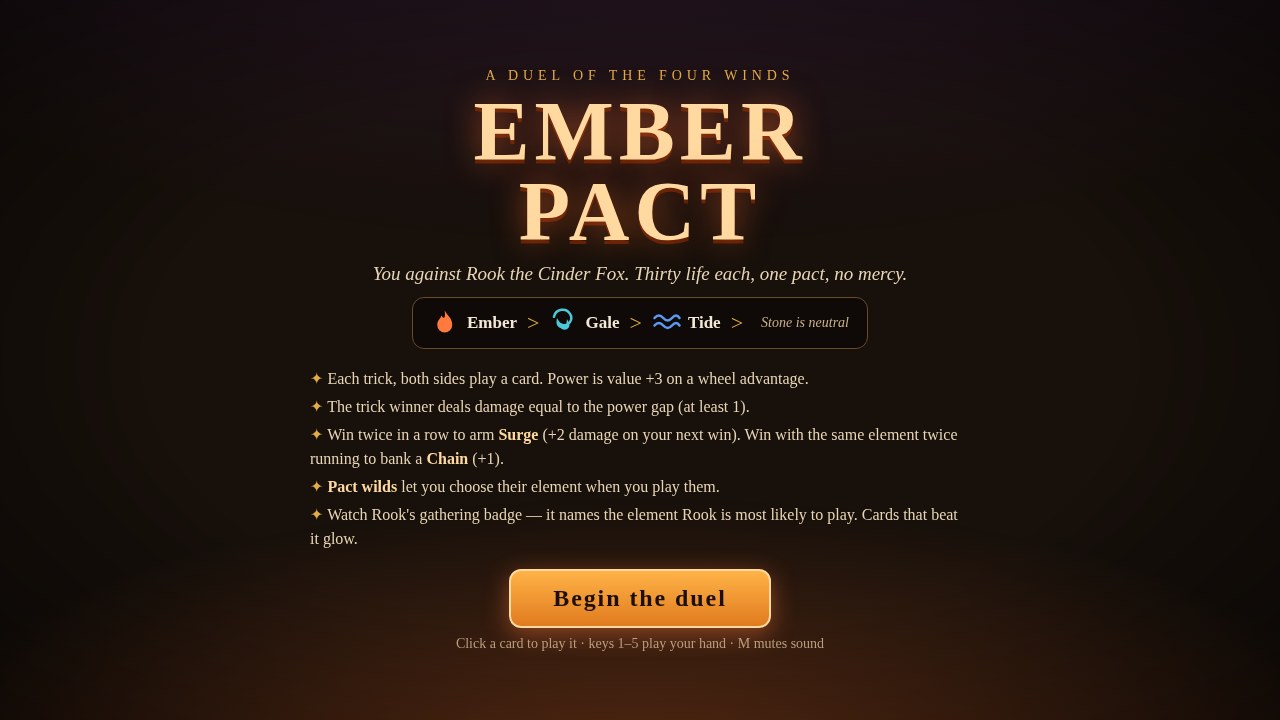 A DUEL OF THE FOUR WINDS
EMBER
PACT
You against Rook the Cinder Fox. Thirty life each, one pact, no mercy.
Ember > Gale > Tide > Stone is neutral
✦ Each trick, both sides play a card. Power is value +3 on a wheel advantage.
✦ The trick winner deals damage equal to the power gap (at least 1).
✦ Win twice in a row to arm Surge (+2 damage on your next win). Win with the same element twice
running to bank a Chain (+1).
✦ Pact wilds let you choose their element when you play them.
✦ Watch Rook's gathering badge — it names the element Rook is most likely to play. Cards that beat
it glow.
Begin the duel
Click a card to play it · keys 1–5 play your hand · M mutes sound